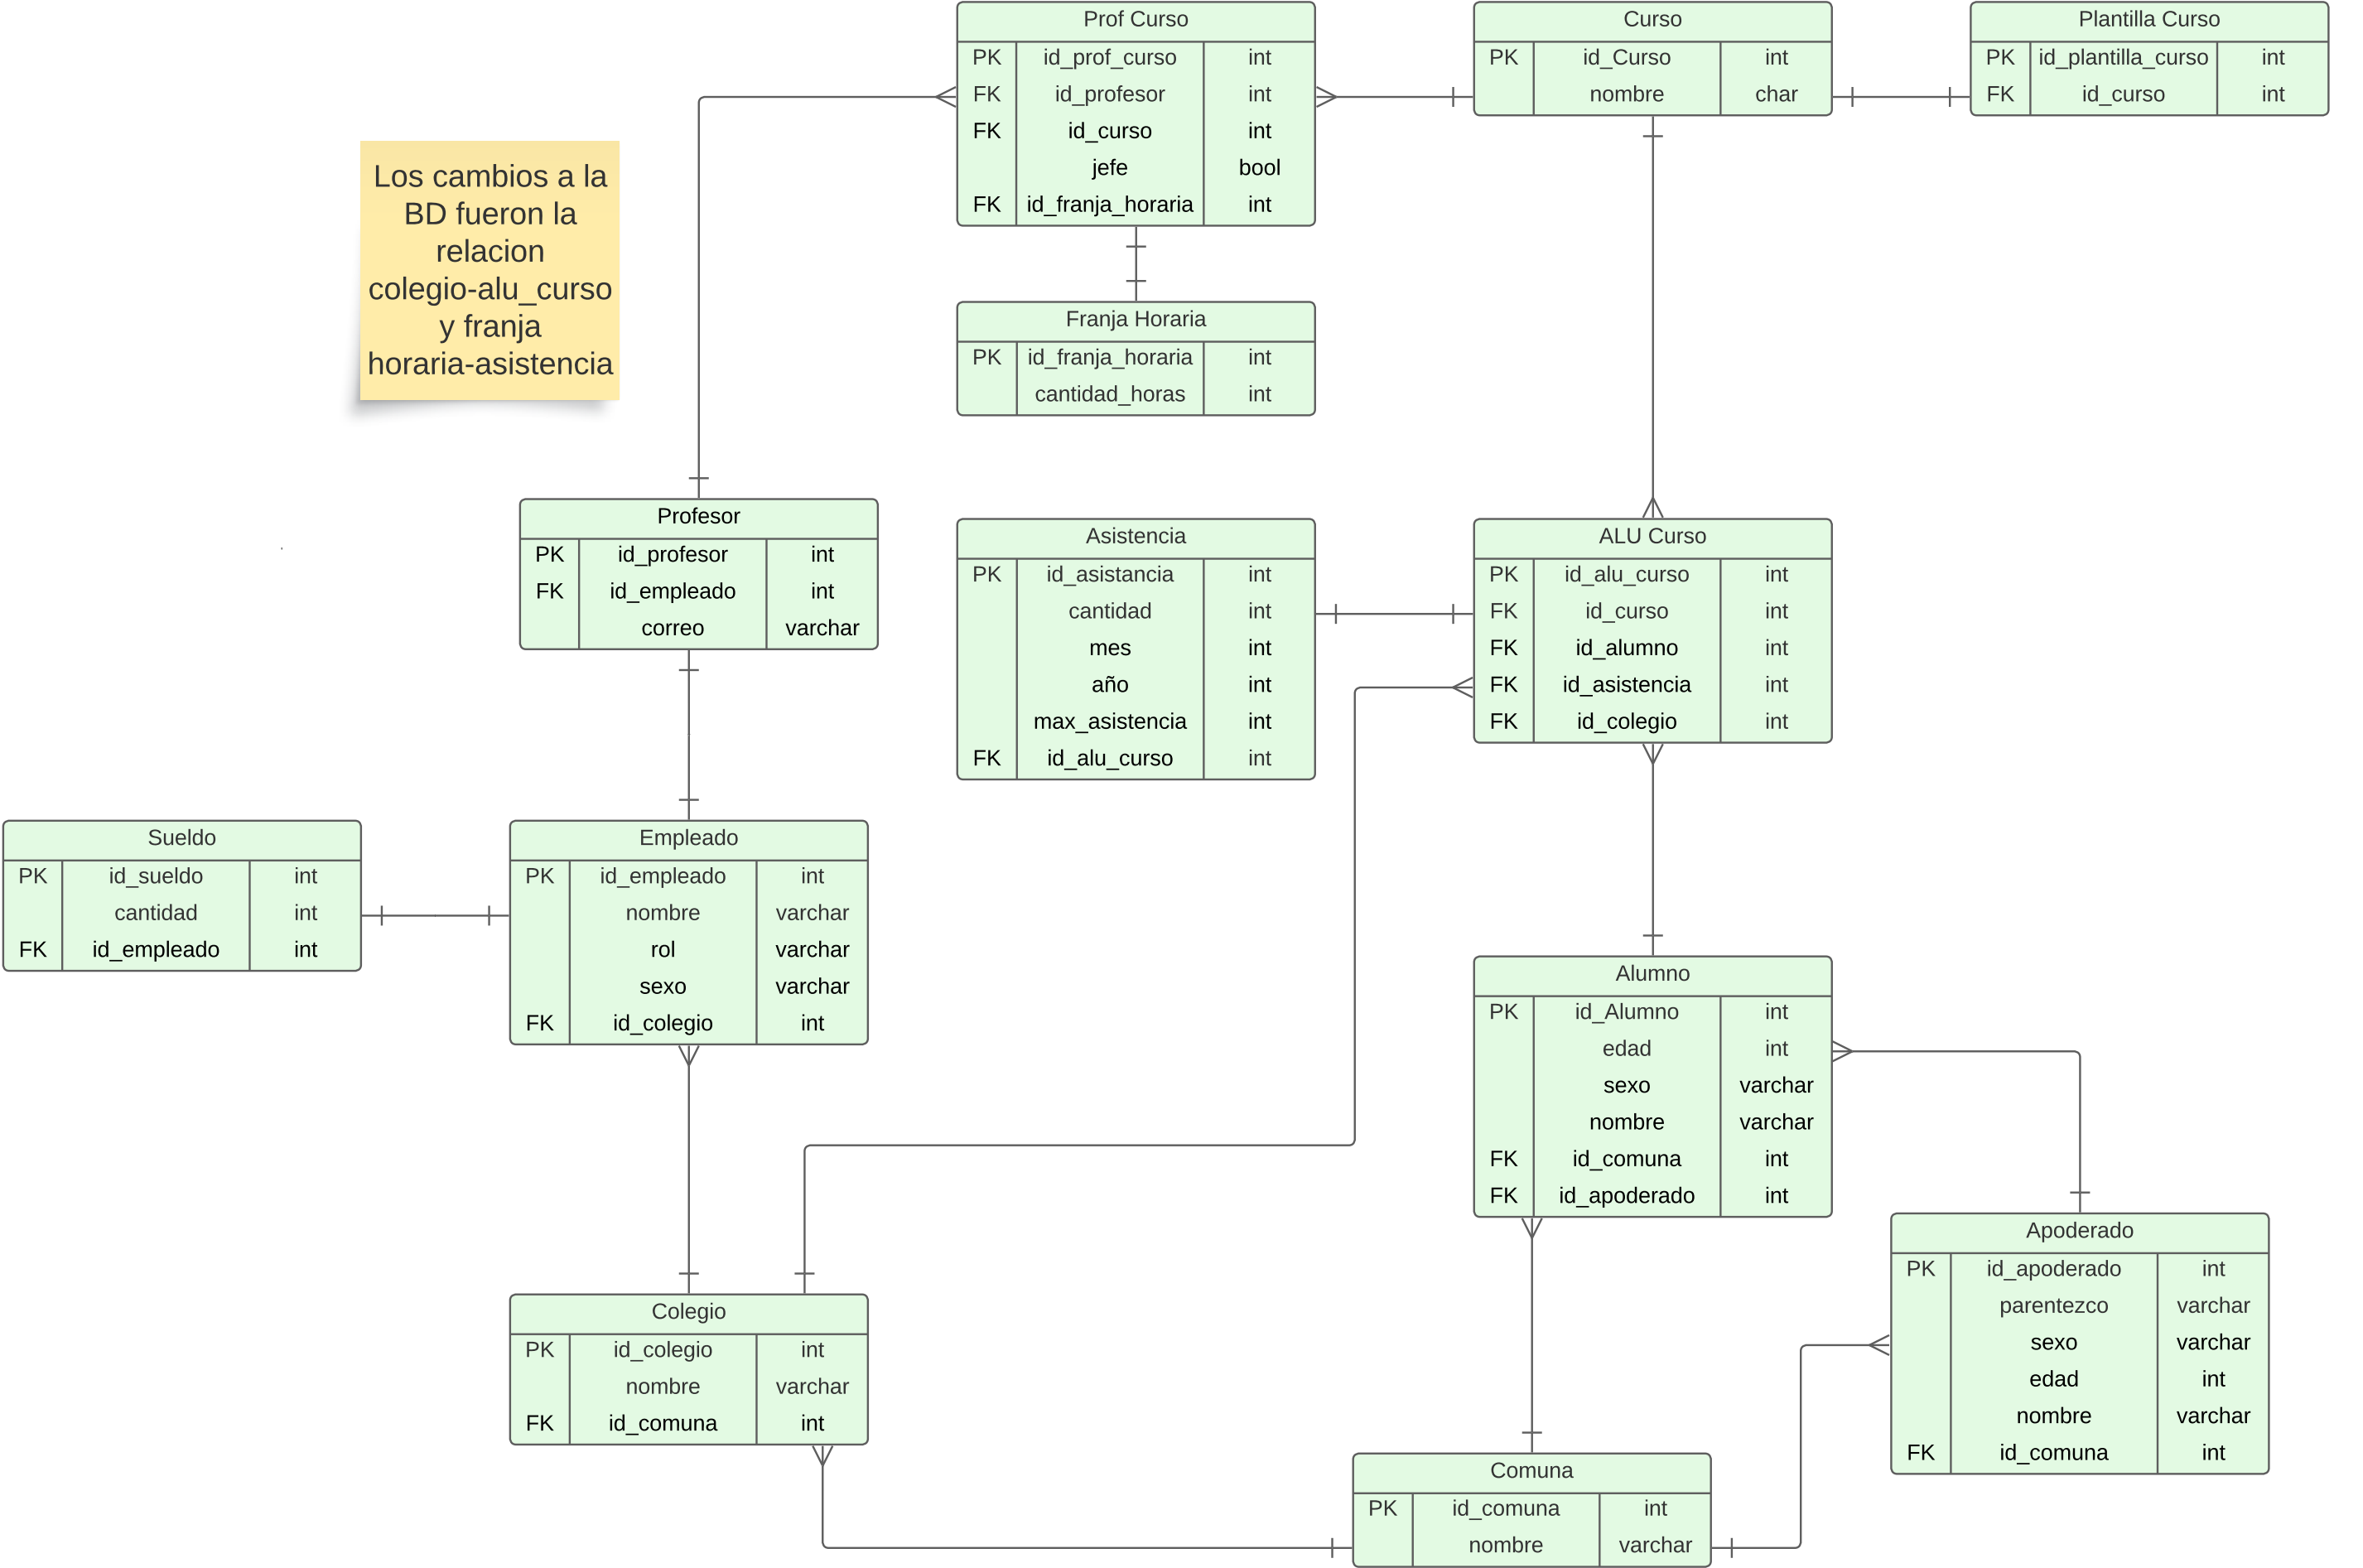 Prof Curso
PK id_prof_curso int
FK id_profesor int
FK id_curso int
jefe bool
FK id_franja_horaria int
Curso
PK id_Curso int
nombre char
Plantilla Curso
PK id_plantilla_curso int
FK id_curso int
Los cambios a la
BD fueron la
relacion
colegio-alu_curso
y franja
horaria-asistencia
Franja Horaria
PK id_franja_horaria int
cantidad_horas int
Profesor
PK id_profesor int
FK id_empleado int
correo varchar
Asistencia
PK id_asistancia int
cantidad int
mes int
año int
max_asistencia int
FK id_alu_curso int
ALU Curso
PK id_alu_curso int
FK id_curso int
FK id_alumno int
FK id_asistencia int
FK id_colegio int
Sueldo
PK id_sueldo int
cantidad int
FK id_empleado int
Empleado
PK id_empleado int
nombre varchar
rol varchar
sexo varchar
FK id_colegio int
Alumno
PK id_Alumno int
edad int
sexo varchar
nombre varchar
FK id_comuna int
FK id_apoderado int
Apoderado
PK id_apoderado int
parentezco varchar
sexo varchar
edad int
nombre varchar
FK id_comuna int
Colegio
PK id_colegio int
nombre varchar
FK id_comuna int
Comuna
PK id_comuna int
nombre varchar